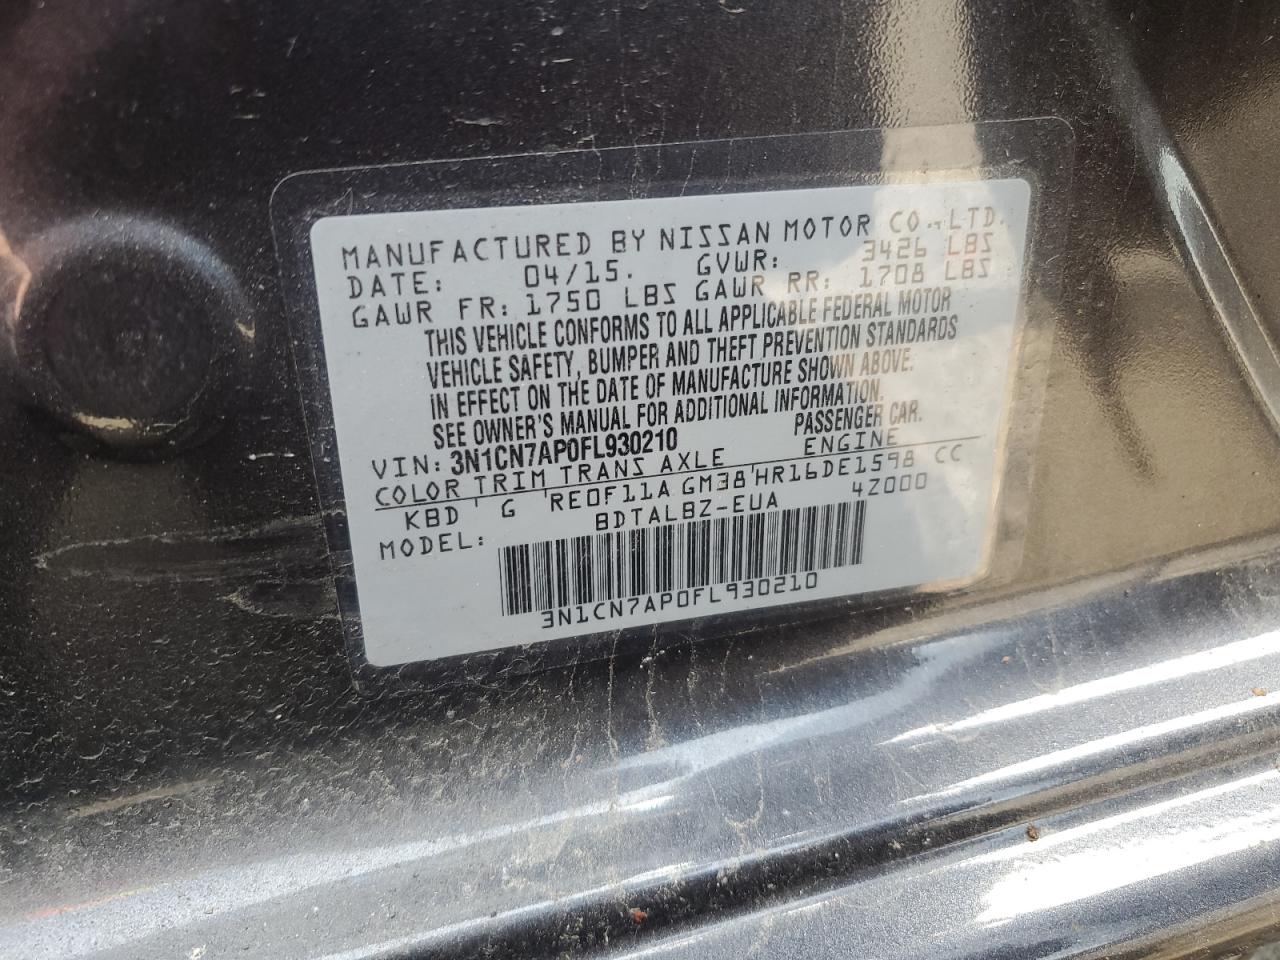 MANUFACTURED BY NISSAN MOTOR CO.,LTD.
DATE: 04/15. GVWR: 3426 LBS
GAWR FR: 1750 LBS GAWR RR: 1708 LBS
THIS VEHICLE CONFORMS TO ALL APPLICABLE FEDERAL MOTOR
VEHICLE SAFETY, BUMPER AND THEFT PREVENTION STANDARDS
IN EFFECT ON THE DATE OF MANUFACTURE SHOWN ABOVE.
SEE OWNER'S MANUAL FOR ADDITIONAL INFORMATION.
VIN: 3N1CN7AP0FL930210 PASSENGER CAR.
COLOR TRIM TRANS AXLE ENGINE
KBD G RE0F11A GM38 HR16DE1598 CC
MODEL: BDTALBZ-EUA 4Z000
3N1CN7AP0FL930210